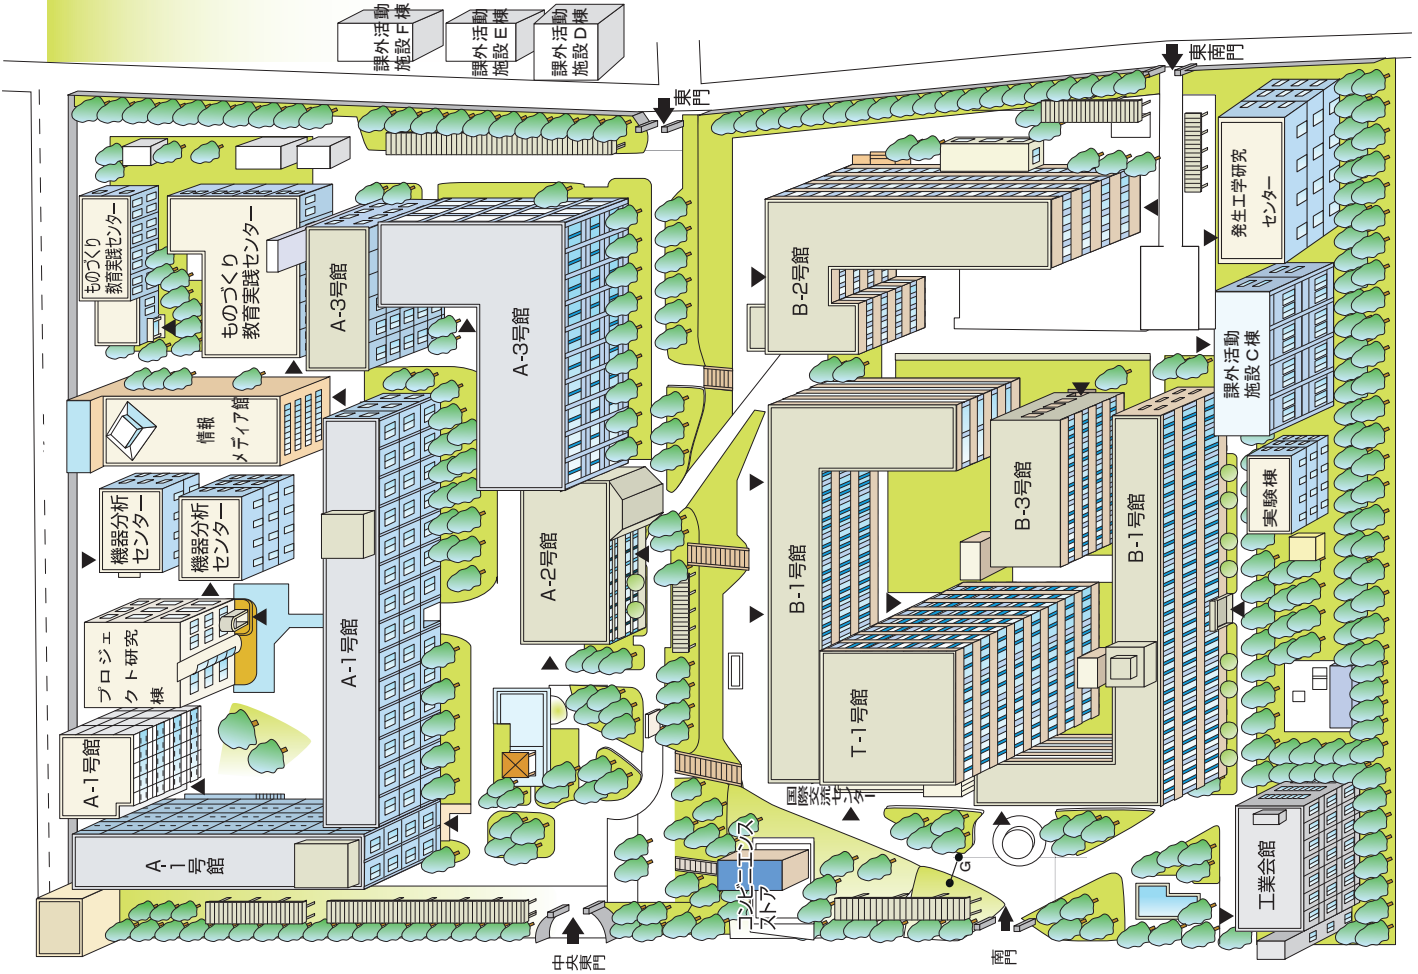 課外活動
施設F棟
課外活動
施設E棟
課外活動
施設D棟
東門
東南門
ものづくり
教育実践センター
ものづくり
教育実践センター
A-3号館
A-3号館
B-2号館
発生工学研究
センター
課外活動
施設C棟
情報
メディア館
機器分析
センター
機器分析
センター
A-2号館
B-3号館
B-1号館
B-1号館
実験棟
プロジェ
クト研究
棟
A-1号館
A-1号館
T-1号館
国際交流センター
A-1号館
コンビニエンス
ストア
G
工業会館
中央東門
南門